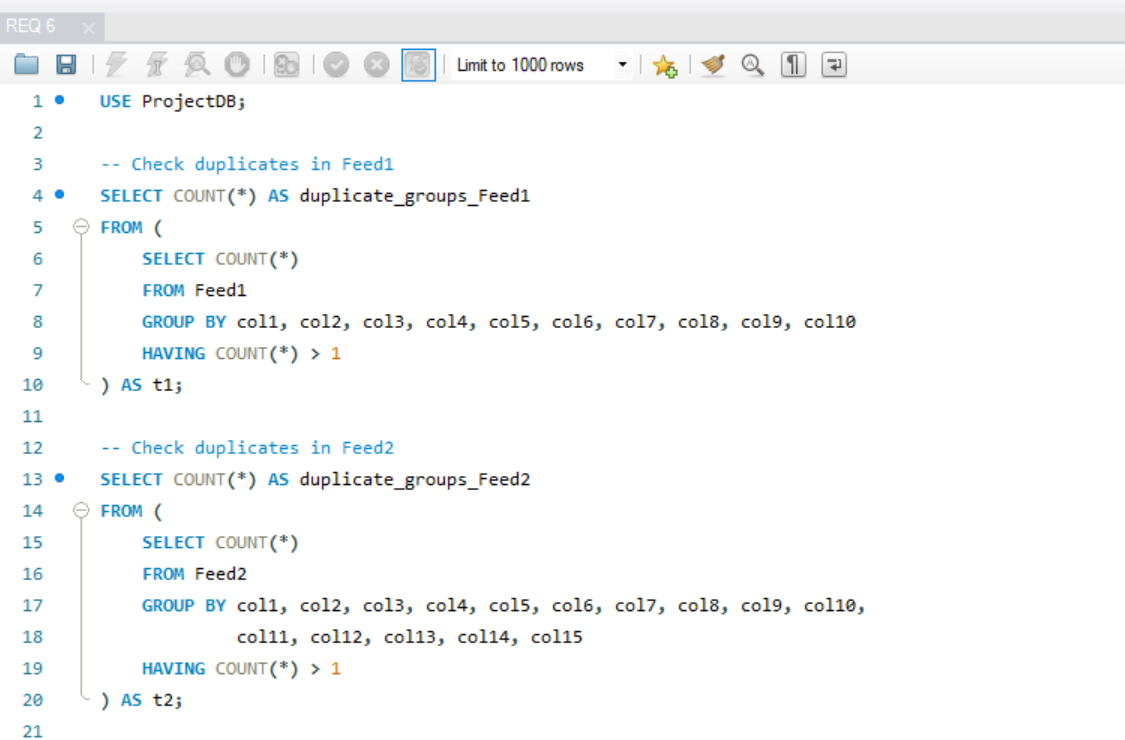 REQ 6
Limit to 1000 rows
1 USE ProjectDB;
2
3 -- Check duplicates in Feed1
4 SELECT COUNT(*) AS duplicate_groups_Feed1
5 FROM (
6 SELECT COUNT(*)
7 FROM Feed1
8 GROUP BY col1, col2, col3, col4, col5, col6, col7, col8, col9, col10
9 HAVING COUNT(*) > 1
10 ) AS t1;
11
12 -- Check duplicates in Feed2
13 SELECT COUNT(*) AS duplicate_groups_Feed2
14 FROM (
15 SELECT COUNT(*)
16 FROM Feed2
17 GROUP BY col1, col2, col3, col4, col5, col6, col7, col8, col9, col10,
18 col11, col12, col13, col14, col15
19 HAVING COUNT(*) > 1
20 ) AS t2;
21